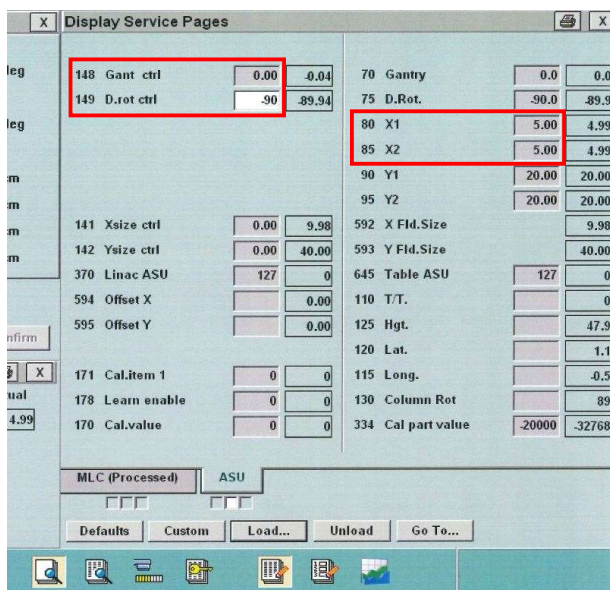 X Display Service Pages X
leg
148 Gant ctrl 0.00 -0.04 70 Gantry 0.0 0.0
149 D.rot ctrl -90 -89.94 75 D.Rot. -90.0 -89.9
leg 80 X1 5.00 4.99
85 X2 5.00 4.99
cm 90 Y1 20.00 20.00
cm 95 Y2 20.00 20.00
cm 141 Xsize ctrl 0.00 9.98 592 X Fld.Size 9.98
cm 142 Ysize ctrl 0.00 40.00 593 Y Fld.Size 40.00
370 Linac ASU 127 0 645 Table ASU 127 0
594 Offset X 0.00 110 T/T. 0
595 Offset Y 0.00 125 Hgt. 47.9
nfirm
120 Lat. 1.1
X 171 Cal.item 1 0 0 115 Long. -0.5
ual 178 Learn enable 0 0 130 Column Rot 89
4.99 170 Cal.value 0 0 334 Cal part value -20000 -32768
MLC (Processed) ASU
Defaults Custom Load... Unload Go To...